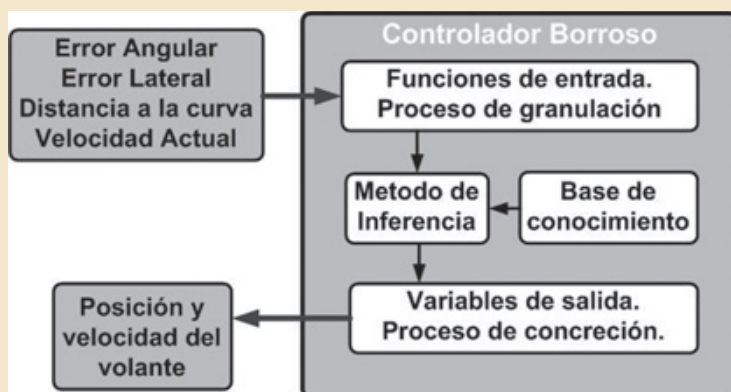 Error Angular
Error Lateral
Distancia a la curva
Velocidad Actual
Controlador Borroso
Funciones de entrada.
Proceso de granulación
Metodo de
Inferencia
Base de
conocimiento
Variables de salida.
Proceso de concreción.
Posición y
velocidad del
volante